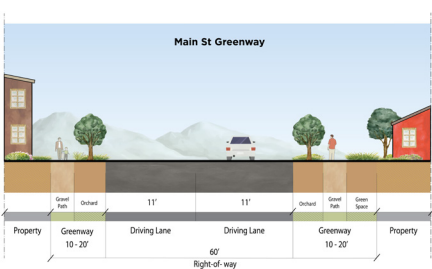 Main St Greenway
Gravel Path
Orchard
11'
11'
Orchard
Gravel Path
Green Space
Property
Greenway
10 - 20'
Driving Lane
Driving Lane
Greenway
10 - 20'
Property
60'
Right-of- way